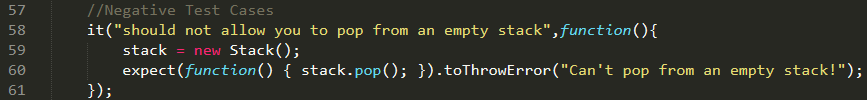 57 //Negative Test Cases
58 it("should not allow you to pop from an empty stack",function(){
59 stack = new Stack();
60 expect(function() { stack.pop(); }).toThrowError("Can't pop from an empty stack!");
61 });